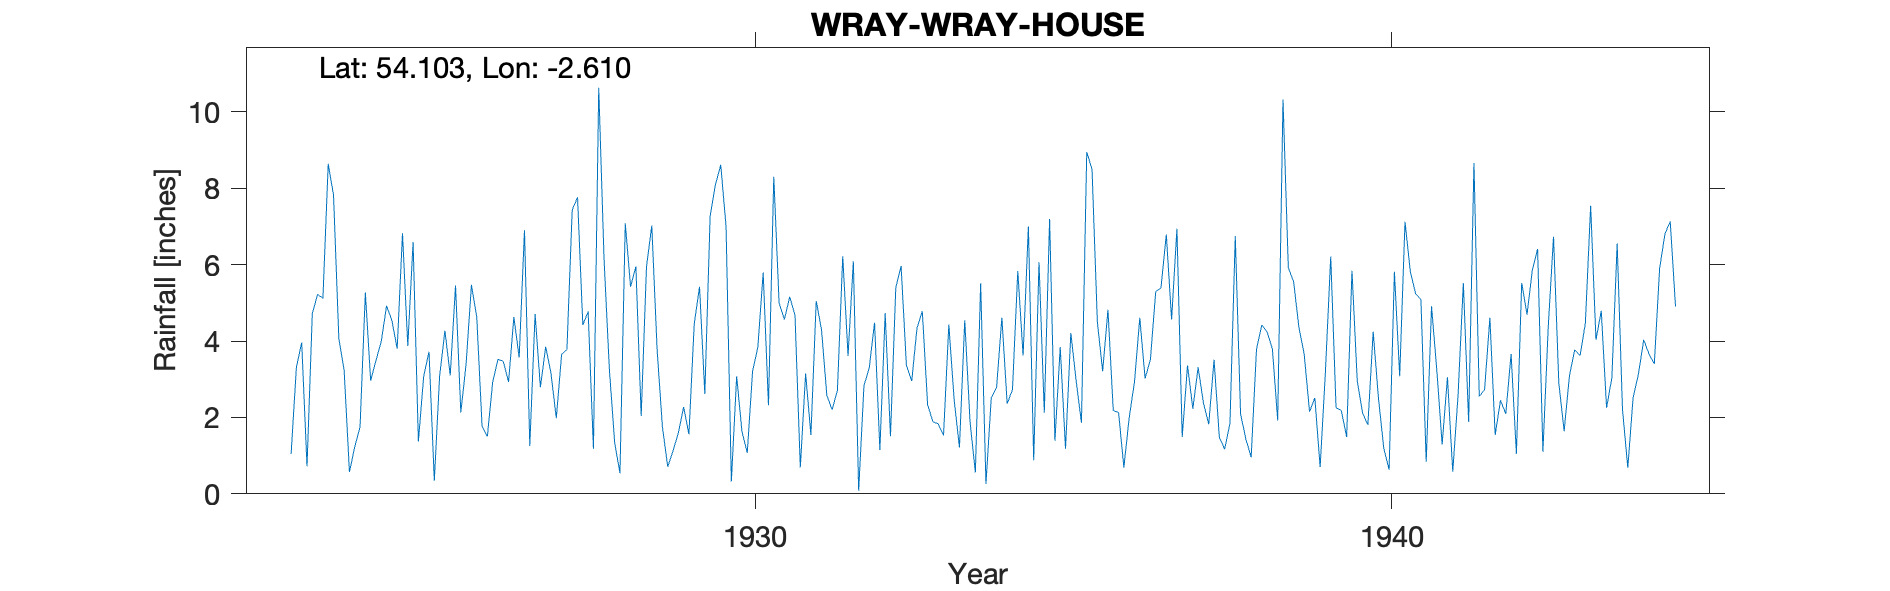 WRAY-WRAY-HOUSE
Lat: 54.103, Lon: -2.610
10
8
6
4
2
0
Rainfall [inches]
1930 1940
Year